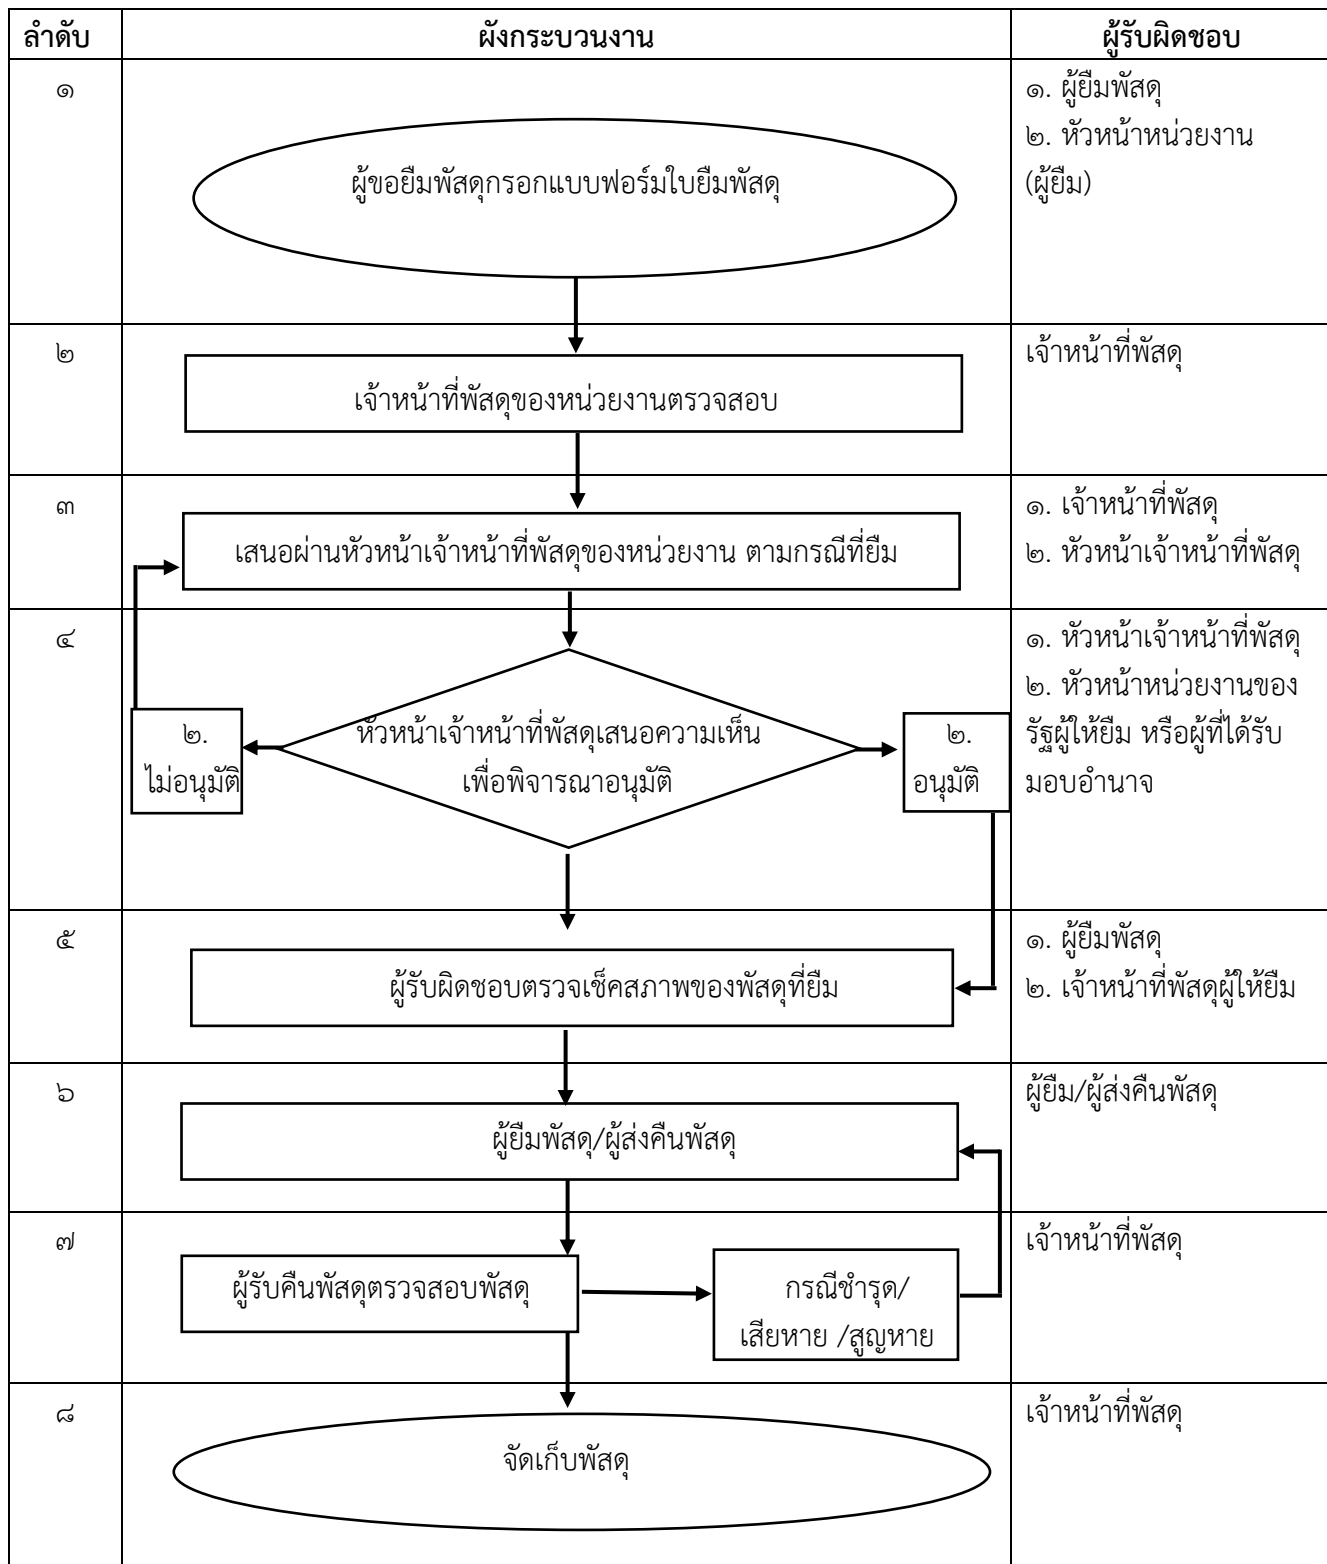 ลำดับ
ผังกระบวนงาน
ผู้รับผิดชอบ
๑
ผู้ขอยืมพัสดุกรอกแบบฟอร์มใบยืมพัสดุ
๑. ผู้ยืมพัสดุ
๒. หัวหน้าหน่วยงาน
(ผู้ยืม)
๒
เจ้าหน้าที่พัสดุของหน่วยงานตรวจสอบ
เจ้าหน้าที่พัสดุ
๓
เสนอผ่านหัวหน้าเจ้าหน้าที่พัสดุของหน่วยงาน ตามกรณีที่ยืม
๑. เจ้าหน้าที่พัสดุ
๒. หัวหน้าเจ้าหน้าที่พัสดุ
๔
๒.
ไม่อนุมัติ
หัวหน้าเจ้าหน้าที่พัสดุเสนอความเห็น
เพื่อพิจารณาอนุมัติ
๒.
อนุมัติ
๑. หัวหน้าเจ้าหน้าที่พัสดุ
๒. หัวหน้าหน่วยงานของ
รัฐผู้ให้ยืม หรือผู้ที่ได้รับ
มอบอำนาจ
๕
ผู้รับผิดชอบตรวจเช็คสภาพของพัสดุที่ยืม
๑. ผู้ยืมพัสดุ
๒. เจ้าหน้าที่พัสดุผู้ให้ยืม
๖
ผู้ยืมพัสดุ/ผู้ส่งคืนพัสดุ
ผู้ยืม/ผู้ส่งคืนพัสดุ
๗
ผู้รับคืนพัสดุตรวจสอบพัสดุ
กรณีชำรุด/
เสียหาย /สูญหาย
เจ้าหน้าที่พัสดุ
๘
จัดเก็บพัสดุ
เจ้าหน้าที่พัสดุ